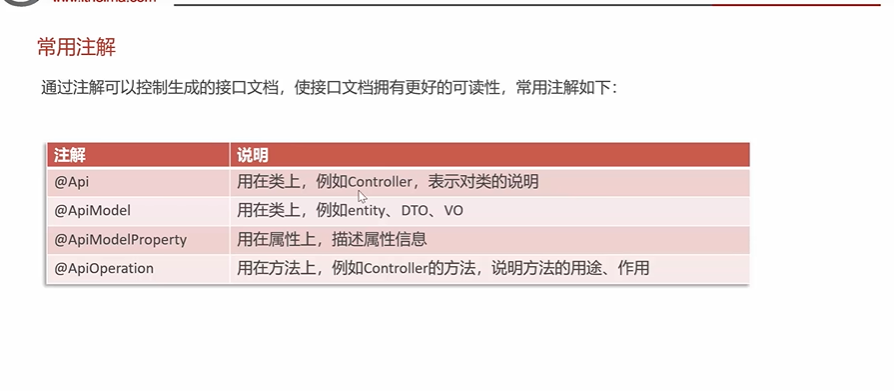 www.itheima.com
常用注解
通过注解可以控制生成的接口文档，使接口文档拥有更好的可读性，常用注解如下：
注解 说明
@Api 用在类上，例如Controller，表示对类的说明
@ApiModel 用在类上，例如entity、DTO、VO
@ApiModelProperty 用在属性上，描述属性信息
@ApiOperation 用在方法上，例如Controller的方法，说明方法的用途、作用